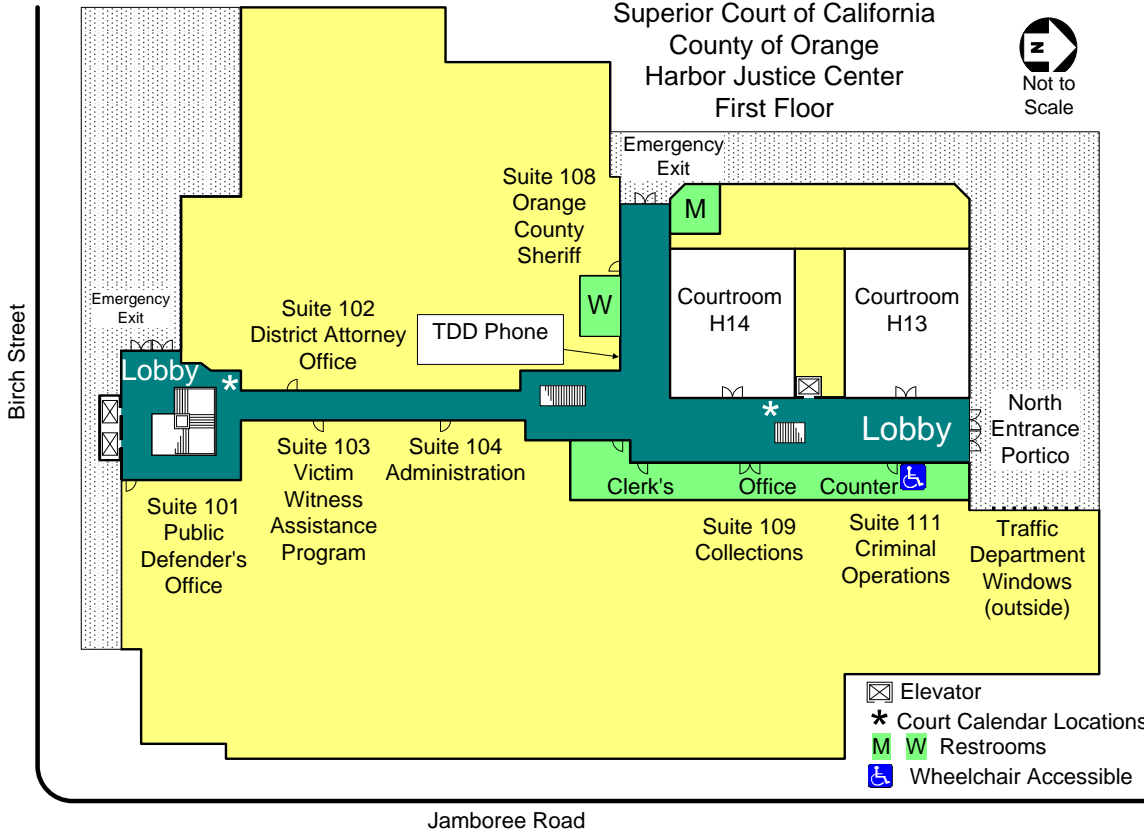 Superior Court of California
County of Orange
Harbor Justice Center
First Floor
N
Not to
Scale
Emergency
Exit
Suite 108
Orange
County
Sheriff
M
W
Courtroom
H14
Courtroom
H13
Emergency
Exit
Suite 102
District Attorney
Office
TDD Phone
Birch Street
Lobby
*
*
Lobby
North
Entrance
Portico
Suite 103
Victim
Witness
Assistance
Program
Suite 104
Administration
Clerk's Office Counter
Suite 101
Public
Defender's
Office
Suite 109
Collections
Suite 111
Criminal
Operations
Traffic
Department
Windows
(outside)
Elevator
* Court Calendar Locations
M W Restrooms
Wheelchair Accessible
Jamboree Road